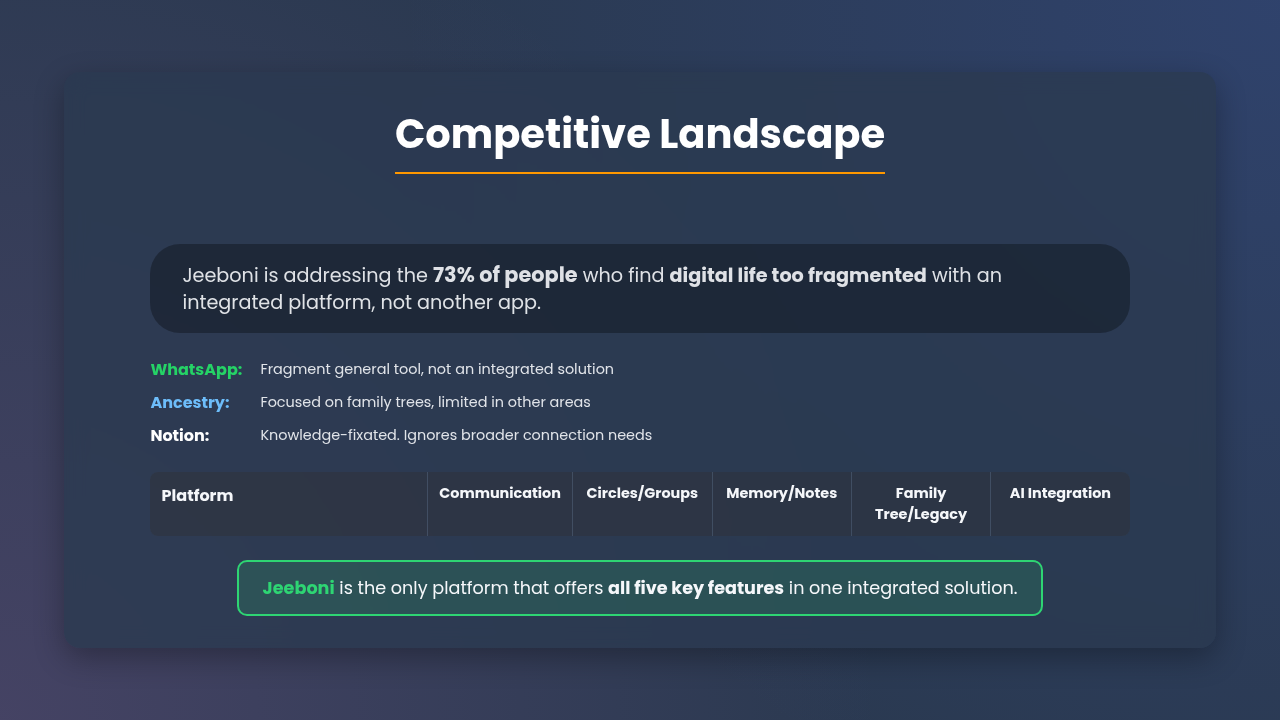 Competitive Landscape
Jeeboni is addressing the 73% of people who find digital life too fragmented with an
integrated platform, not another app.
WhatsApp: Fragment general tool, not an integrated solution
Ancestry: Focused on family trees, limited in other areas
Notion: Knowledge-fixated. Ignores broader connection needs
Platform Communication Circles/Groups Memory/Notes Family AI Integration
Tree/Legacy
Jeeboni is the only platform that offers all five key features in one integrated solution.